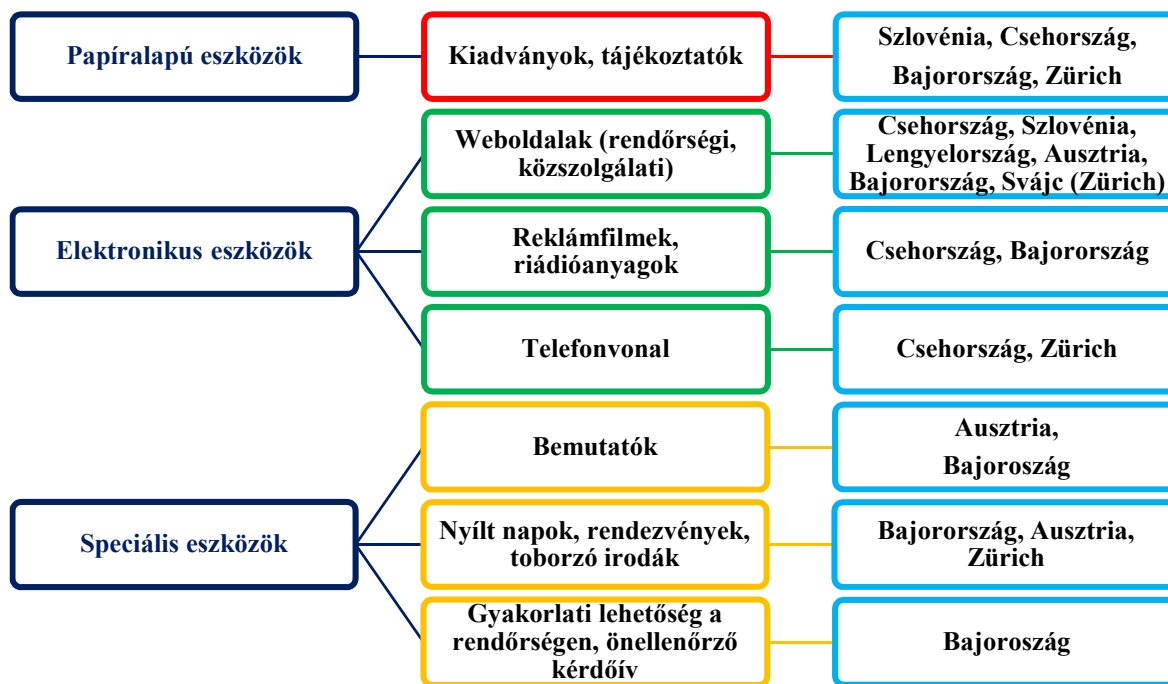 Papíralapú eszközök
Kiadványok, tájékoztatók
Szlovénia, Csehország,
Bajorország, Zürich
Elektronikus eszközök
Weboldalak (rendőrségi,
közszolgálati)
Csehország, Szlovénia,
Lengyelország, Ausztria,
Bajorország, Svájc (Zürich)
Reklámfilmek,
riádióanyagok
Csehország, Bajorország
Telefonvonal
Csehország, Zürich
Speciális eszközök
Bemutatók
Ausztria,
Bajoroszág
Nyílt napok, rendezvények,
toborzó irodák
Bajorország, Ausztria,
Zürich
Gyakorlati lehetőség a
rendőrségen, önellenőrző
kérdőív
Bajoroszág